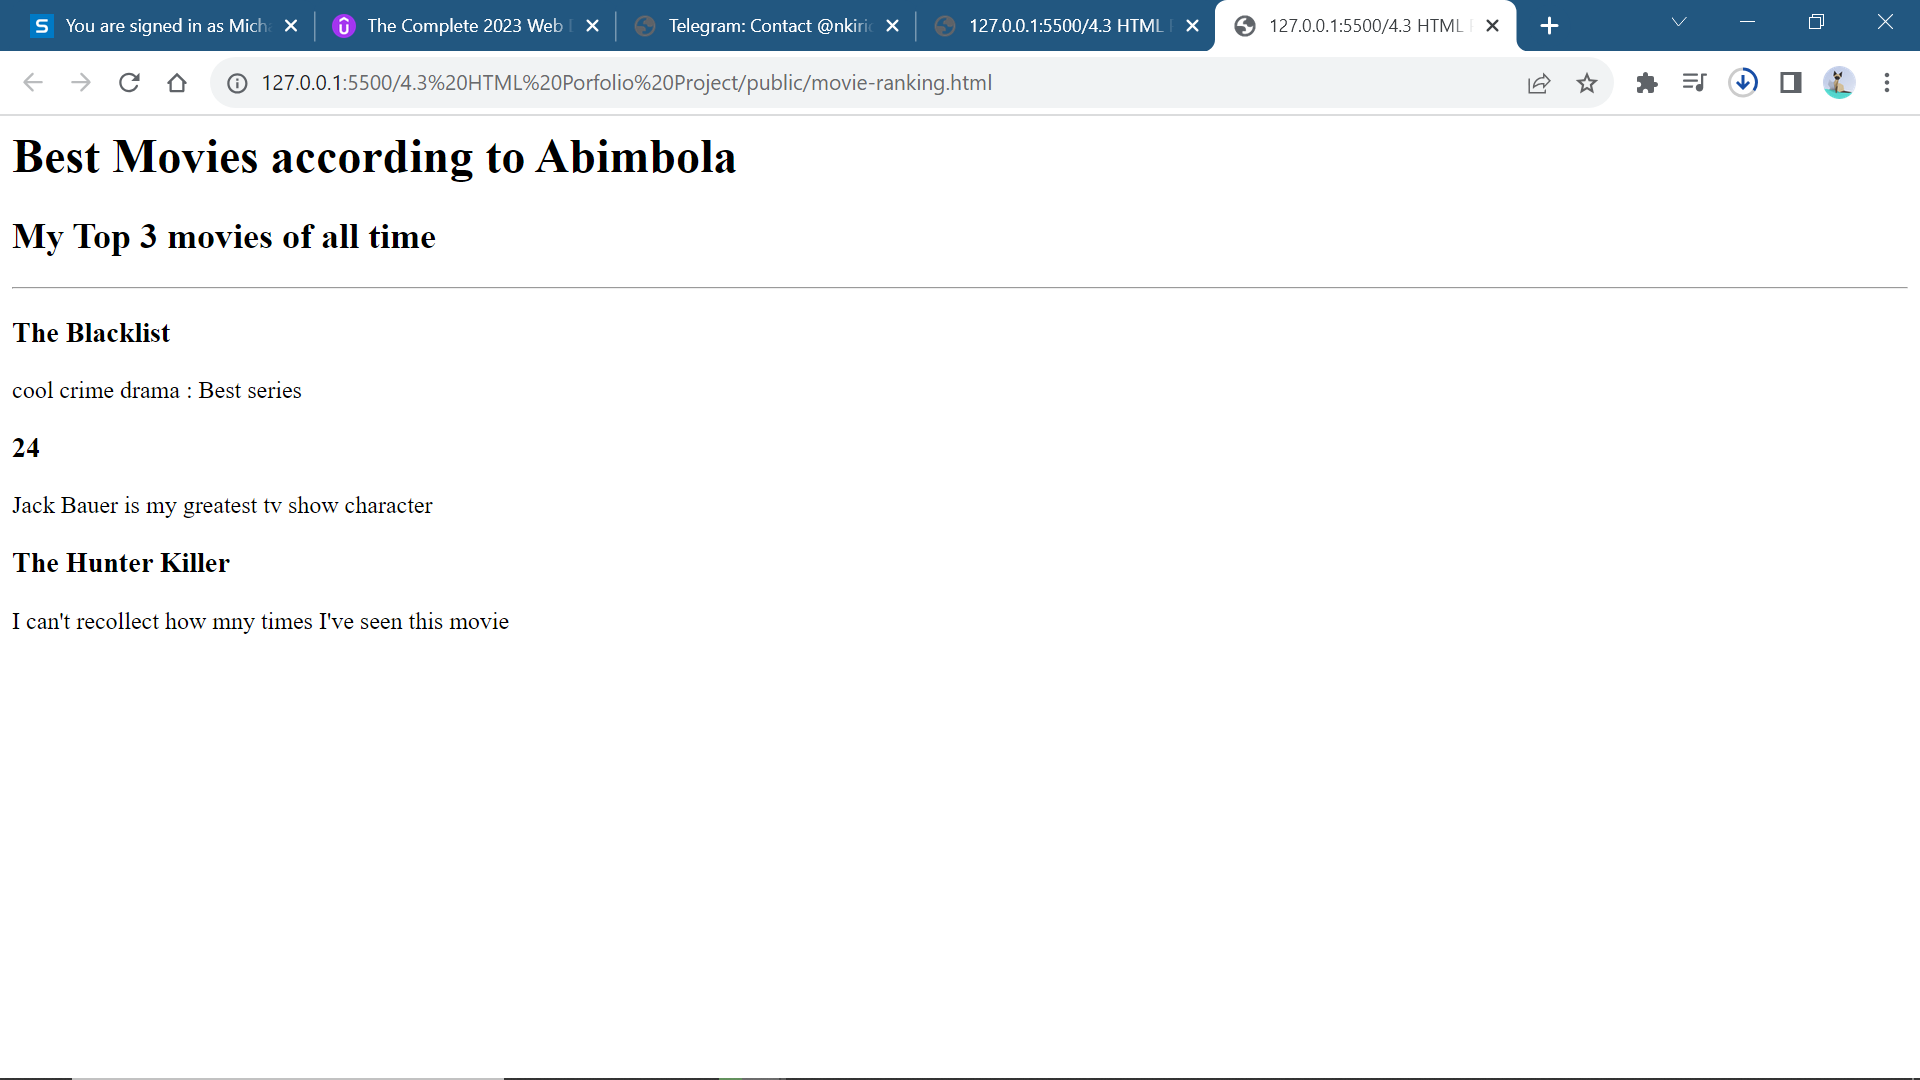 You are signed in as Mich
The Complete 2023 Web
Telegram: Contact @nkiri
127.0.0.1:5500/4.3 HTML
127.0.0.1:5500/4.3 HTML
127.0.0.1:5500/4.3%20HTML%20Porfolio%20Project/public/movie-ranking.html
Best Movies according to Abimbola
My Top 3 movies of all time
The Blacklist
cool crime drama : Best series
24
Jack Bauer is my greatest tv show character
The Hunter Killer
I can't recollect how mny times I've seen this movie